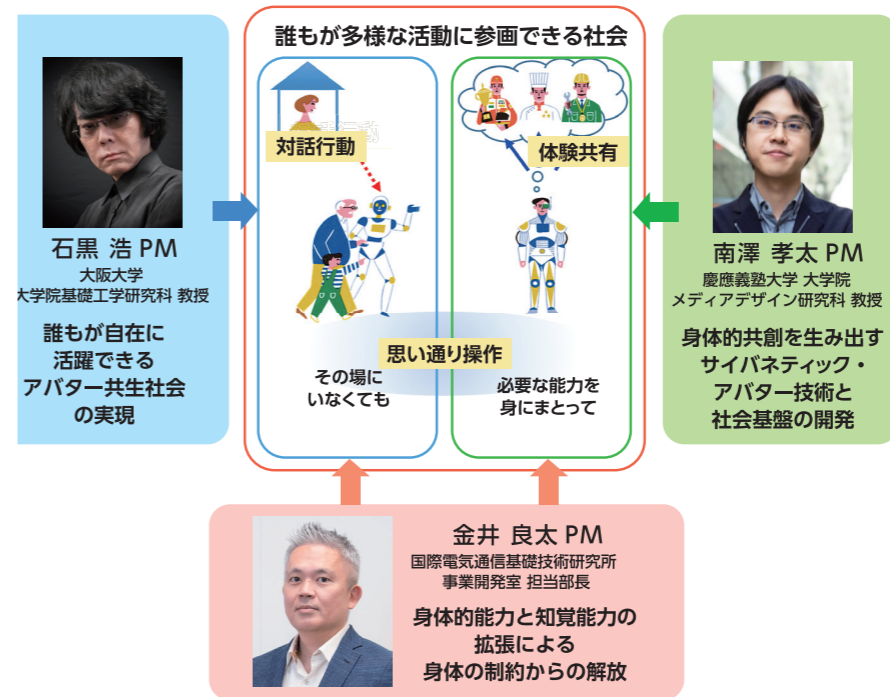 誰もが多様な活動に参画できる社会
対話行動
体験共有
思い通り操作
その場に
いなくても
必要な能力を
身にまとって
石黒 浩 PM
大阪大学
大学院基礎工学研究科 教授
誰もが自在に
活躍できる
アバター共生社会
の実現
南澤 孝太 PM
慶應義塾大学 大学院
メディアデザイン研究科 教授
身体的共創を生み出す
サイバネティック・
アバター技術と
社会基盤の開発
金井 良太 PM
国際電気通信基礎技術研究所
事業開発室 担当部長
身体的能力と知覚能力の
拡張による
身体の制約からの解放